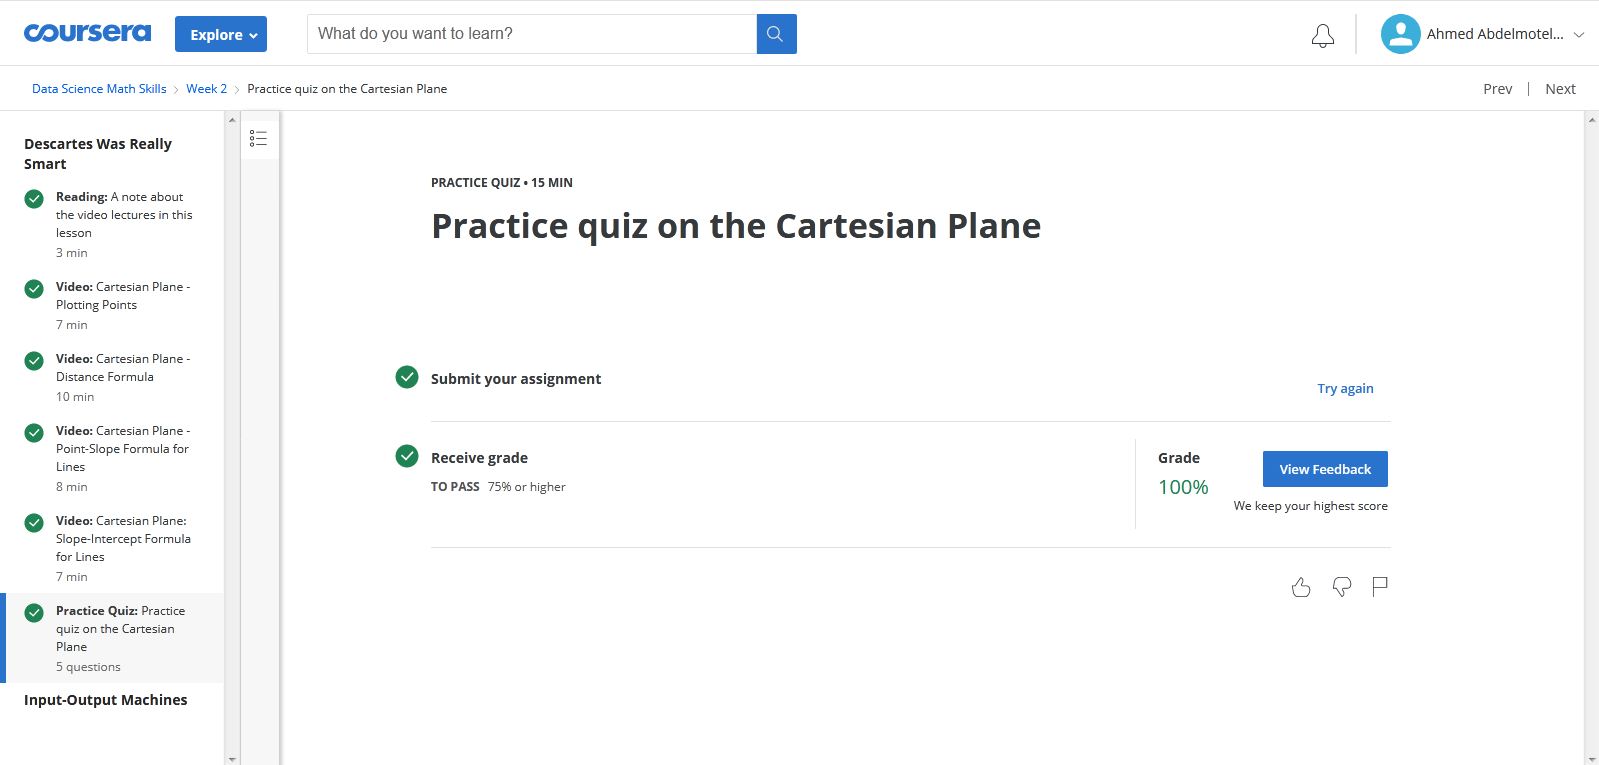 coursera
Explore
What do you want to learn?
Ahmed Abdelmotel...
Data Science Math Skills > Week 2 > Practice quiz on the Cartesian Plane
Prev | Next
Descartes Was Really
Smart
Reading: A note about
the video lectures in this
lesson
3 min
Video: Cartesian Plane -
Plotting Points
7 min
Video: Cartesian Plane -
Distance Formula
10 min
Video: Cartesian Plane -
Point-Slope Formula for
Lines
8 min
Video: Cartesian Plane:
Slope-Intercept Formula
for Lines
7 min
Practice Quiz: Practice
quiz on the Cartesian
Plane
5 questions
Input-Output Machines
PRACTICE QUIZ • 15 MIN
Practice quiz on the Cartesian Plane
Submit your assignment
Try again
Receive grade
TO PASS 75% or higher
Grade
100%
View Feedback
We keep your highest score